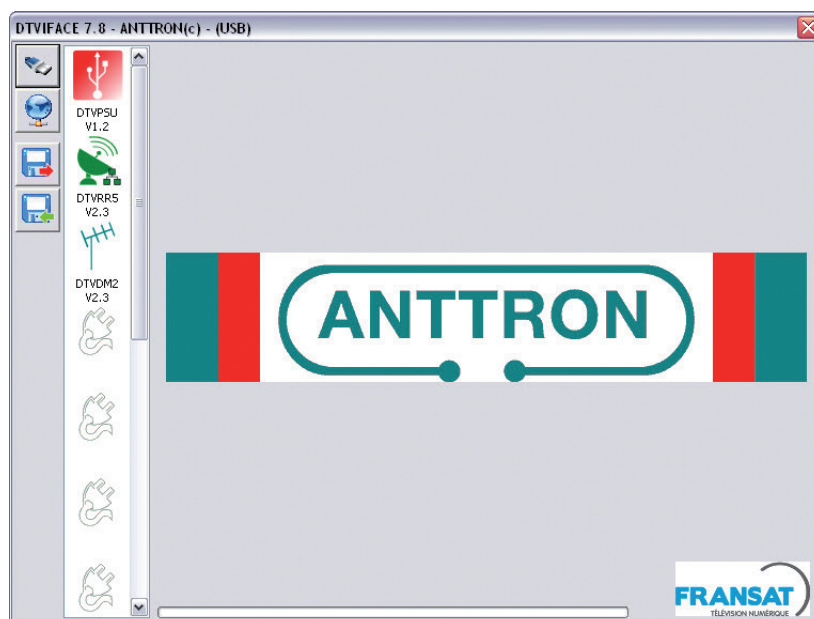 DTVIFACE 7.8 - ANTTRON(c) - (USB)
DTVPSU
V1.2
DTVRR5
V2.3
DTVDM2
V2.3
ANTTRON
FRANSAT
TÉLÉVISION NUMÉRIQUE